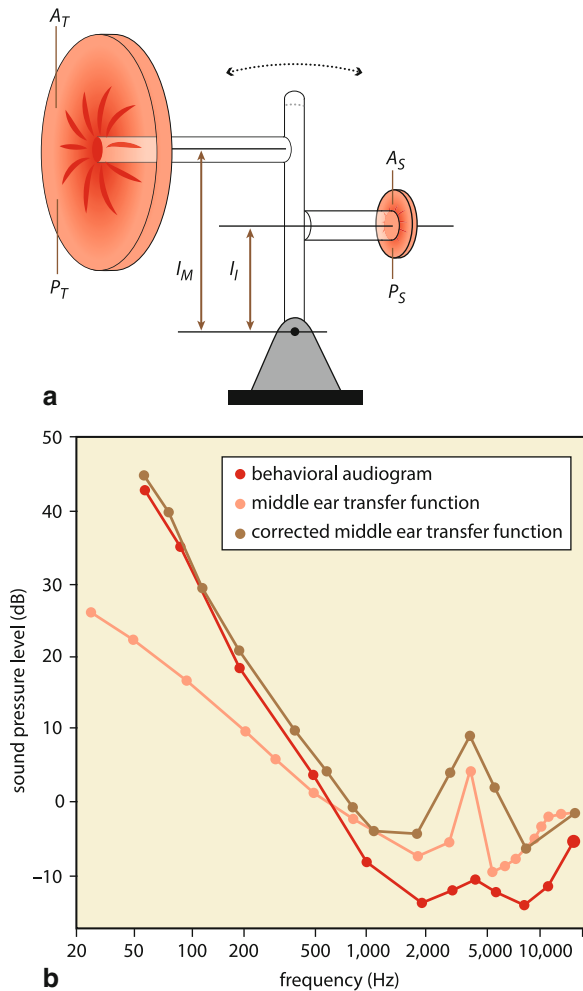 A_T
A_S
l_M
l_I
P_T
P_S
a
50
40
30
20
10
0
−10
sound pressure level (dB)
behavioral audiogram
middle ear transfer function
corrected middle ear transfer function
20 50 100 200 500 1,000 2,000 5,000 10,000
frequency (Hz)
b